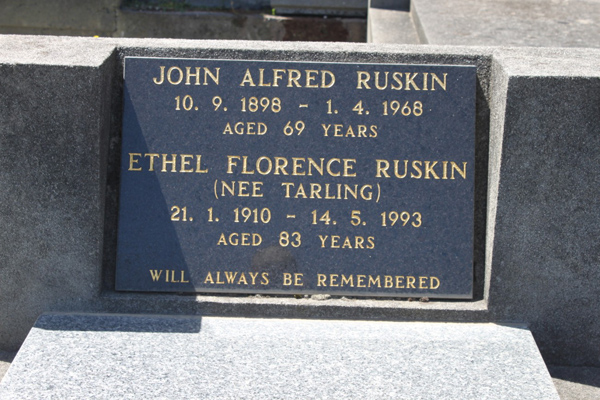 JOHN ALFRED RUSKIN
10. 9. 1898 - 1. 4. 1968
AGED 69 YEARS
ETHEL FLORENCE RUSKIN
(NEE TARLING)
21. 1. 1910 - 14. 5. 1993
AGED 83 YEARS
WILL ALWAYS BE REMEMBERED